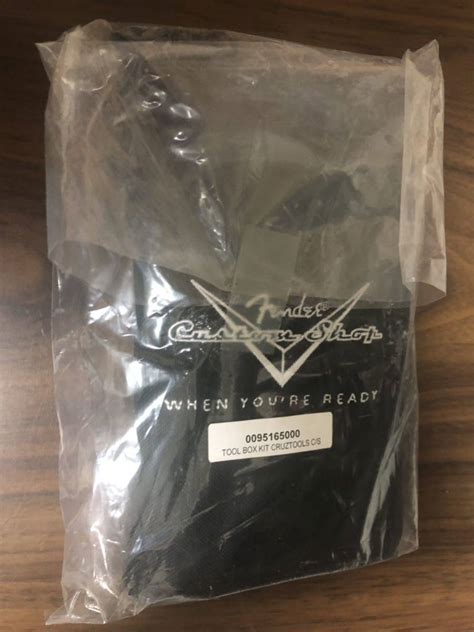 Fender
Custom Shop
WHEN YOU'RE READY
0095165000
TOOL BOX KIT CRUZTOOLS C/S